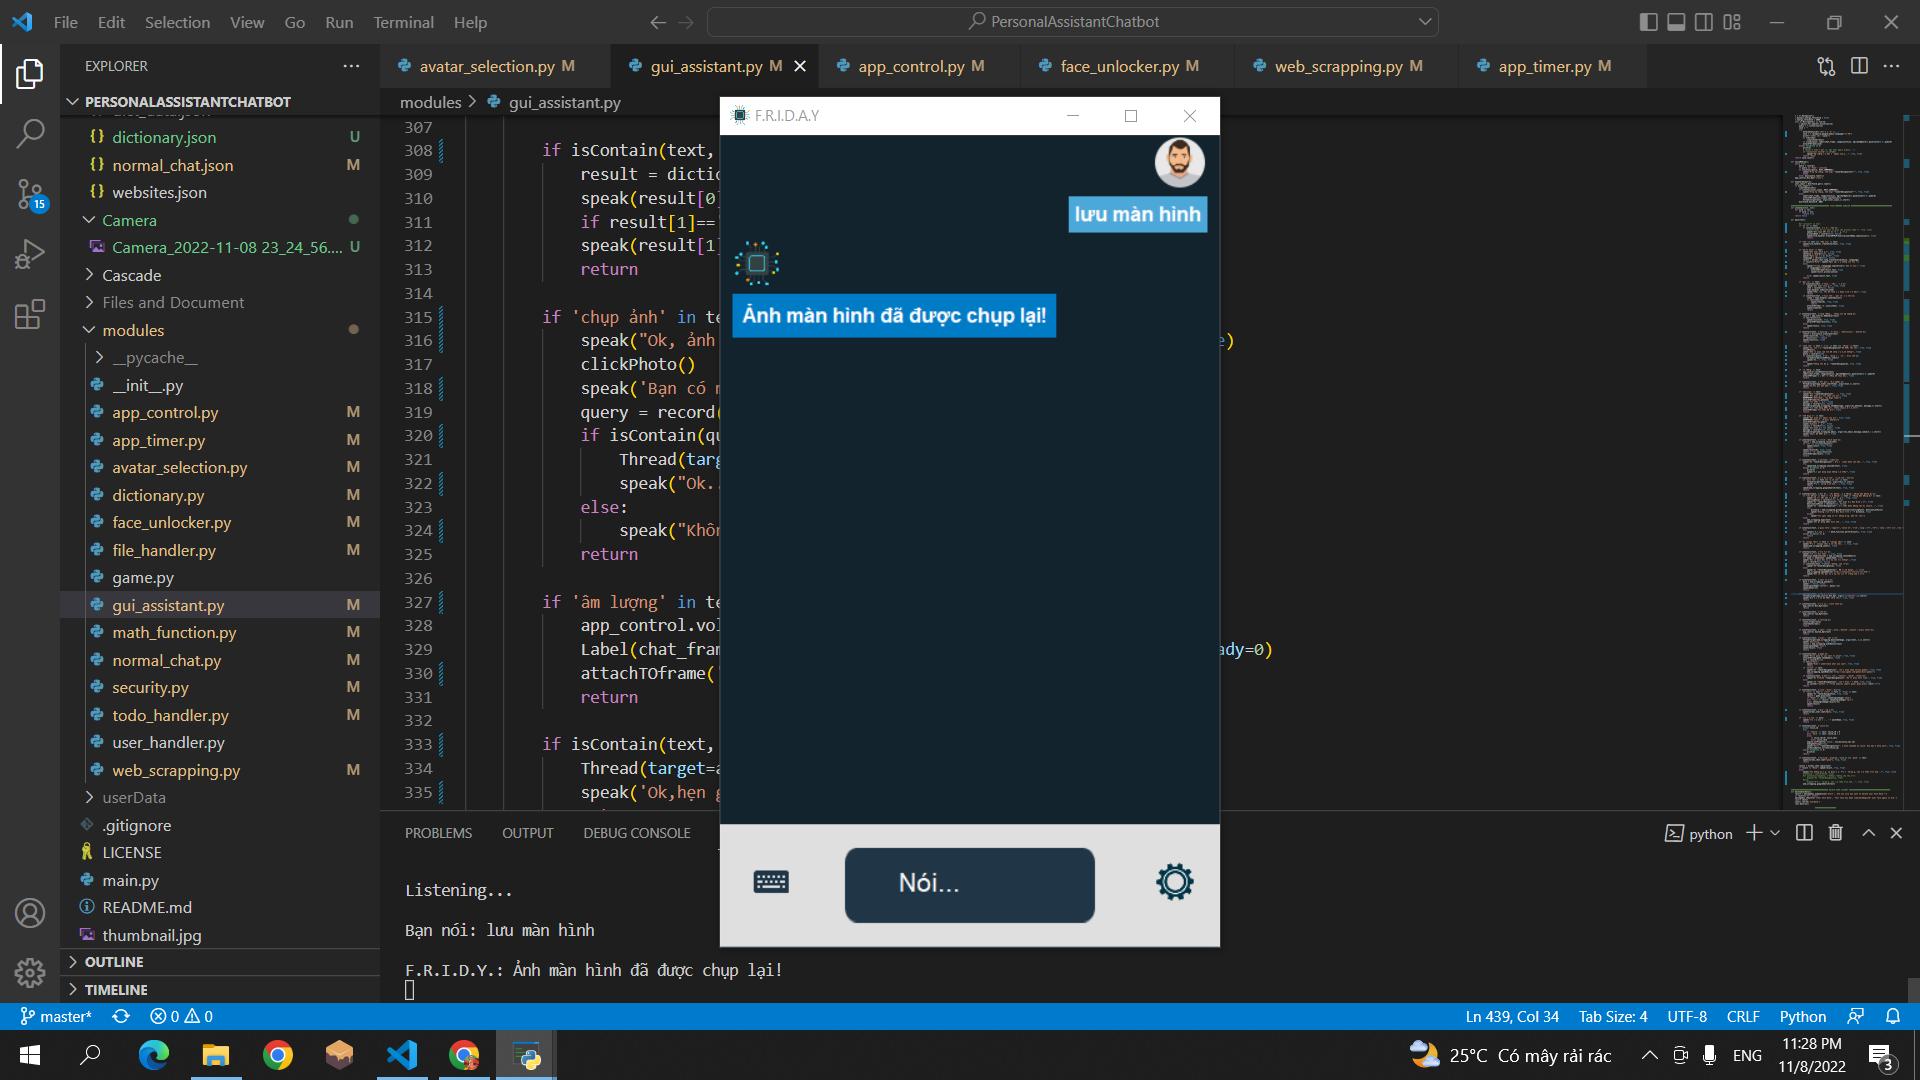 File Edit Selection View Go Run Terminal Help
PersonalAssistantChatbot
EXPLORER
PERSONALASSISTANTCHATBOT
dictionary.json U
normal_chat.json M
websites.json
Camera
Camera_2022-11-08 23_24_56.... U
Cascade
Files and Document
modules
__pycache__
__init__.py
app_control.py M
app_timer.py M
avatar_selection.py M
dictionary.py M
face_unlocker.py M
file_handler.py M
game.py
gui_assistant.py M
math_function.py M
normal_chat.py M
security.py M
todo_handler.py M
user_handler.py
web_scrapping.py M
userData
.gitignore
LICENSE
main.py
README.md
thumbnail.jpg
OUTLINE
TIMELINE
15
avatar_selection.py M
gui_assistant.py M
app_control.py M
face_unlocker.py M
web_scrapping.py M
app_timer.py M
modules > gui_assistant.py
307
308 if isContain(text,
309 result = dictio
310 speak(result[0]
311 if result[1]=='
312 speak(result[1]
313 return
314
315 if 'chụp ảnh' in te
316 speak("Ok, ảnh e)
317 clickPhoto()
318 speak('Bạn có m
319 query = record(
320 if isContain(qu
321 Thread(targ
322 speak("Ok..
323 else:
324 speak("Khôn
325 return
326
327 if 'âm lượng' in te
328 app_control.vol
329 Label(chat_fram ady=0)
330 attachTOframe('
331 return
332
333 if isContain(text,
334 Thread(target=a
335 speak('Ok,hẹn g
F.R.I.D.A.Y
lưu màn hình
Ảnh màn hình đã được chụp lại!
Nói...
PROBLEMS OUTPUT DEBUG CONSOLE
python
Listening...
Bạn nói: lưu màn hình
F.R.I.D.Y.: Ảnh màn hình đã được chụp lại!
master* 0 0
Ln 439, Col 34 Tab Size: 4 UTF-8 CRLF Python
25°C Có mây rải rác
ENG
11:28 PM
11/8/2022
3